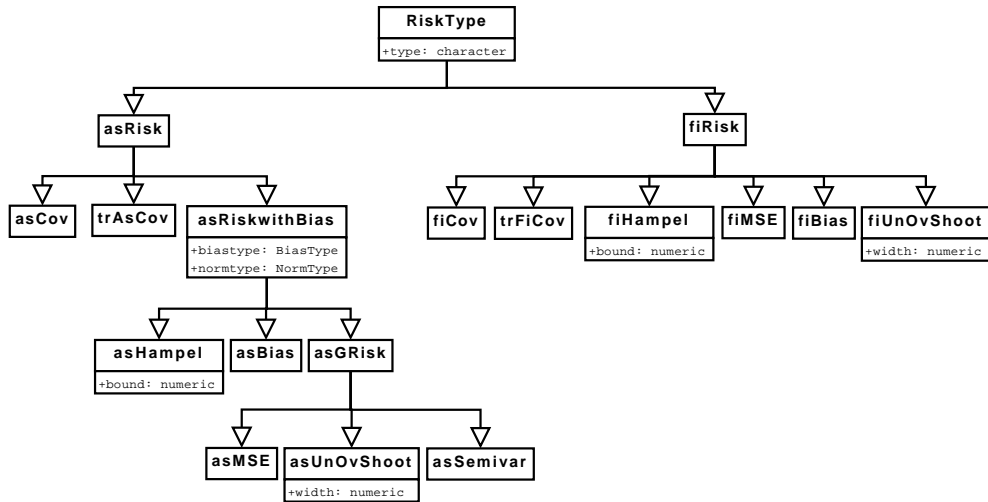 RiskType
+type: character
asRisk
fiRisk
asCov
trAsCov
asRiskwithBias
+biastype: BiasType
+normtype: NormType
fiCov
trFiCov
fiHampel
+bound: numeric
fiMSE
fiBias
fiUnOvShoot
+width: numeric
asHampel
+bound: numeric
asBias
asGRisk
asMSE
asUnOvShoot
+width: numeric
asSemivar